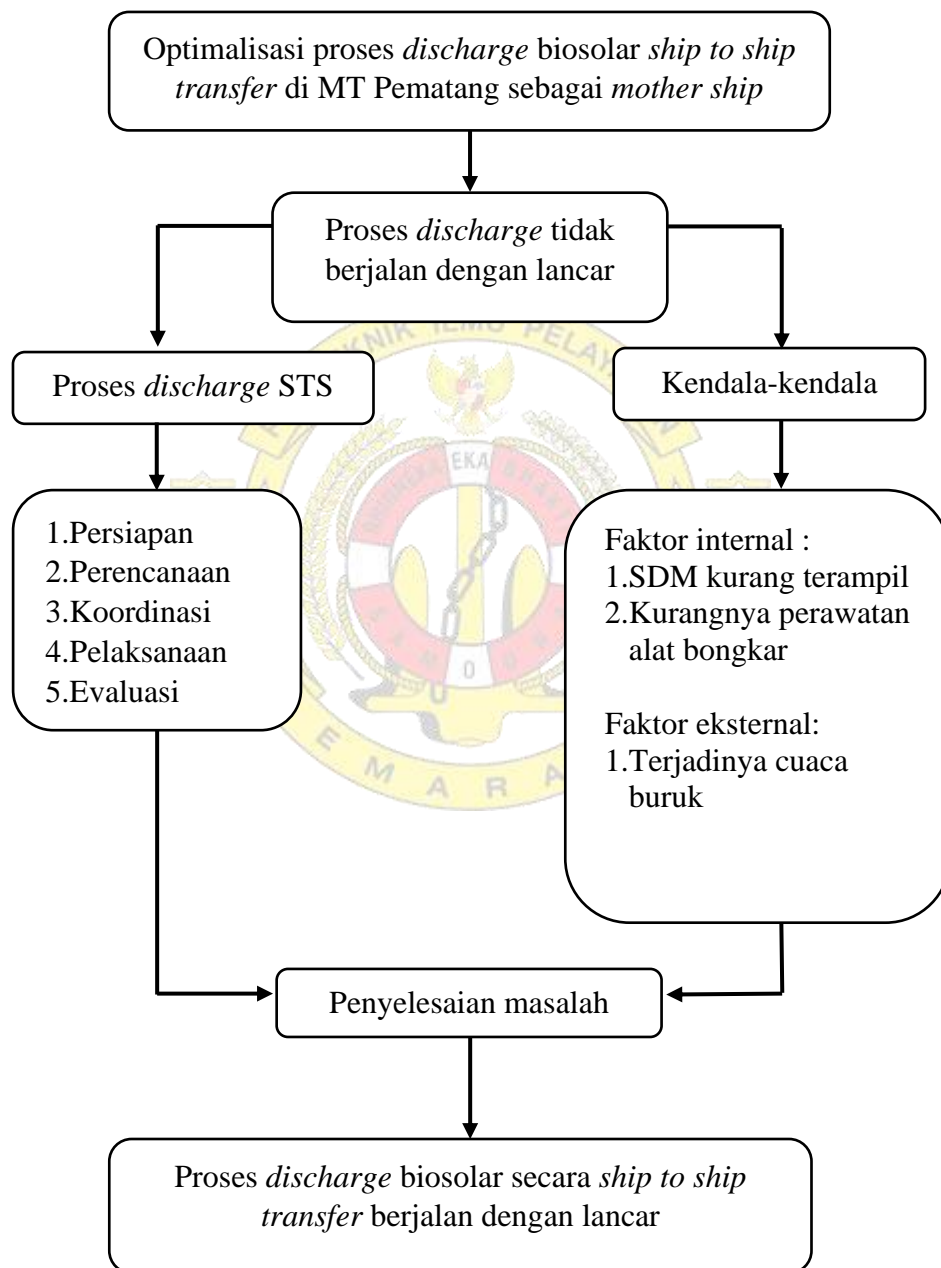 Optimalisasi proses discharge biosolar ship to ship
transfer di MT Pematang sebagai mother ship
Proses discharge tidak
berjalan dengan lancar
Proses discharge STS
Kendala-kendala
1.Persiapan
2.Perencanaan
3.Koordinasi
4.Pelaksanaan
5.Evaluasi
Faktor internal :
1.SDM kurang terampil
2.Kurangnya perawatan
alat bongkar
Faktor eksternal:
1.Terjadinya cuaca
buruk
Penyelesaian masalah
Proses discharge biosolar secara ship to ship
transfer berjalan dengan lancar